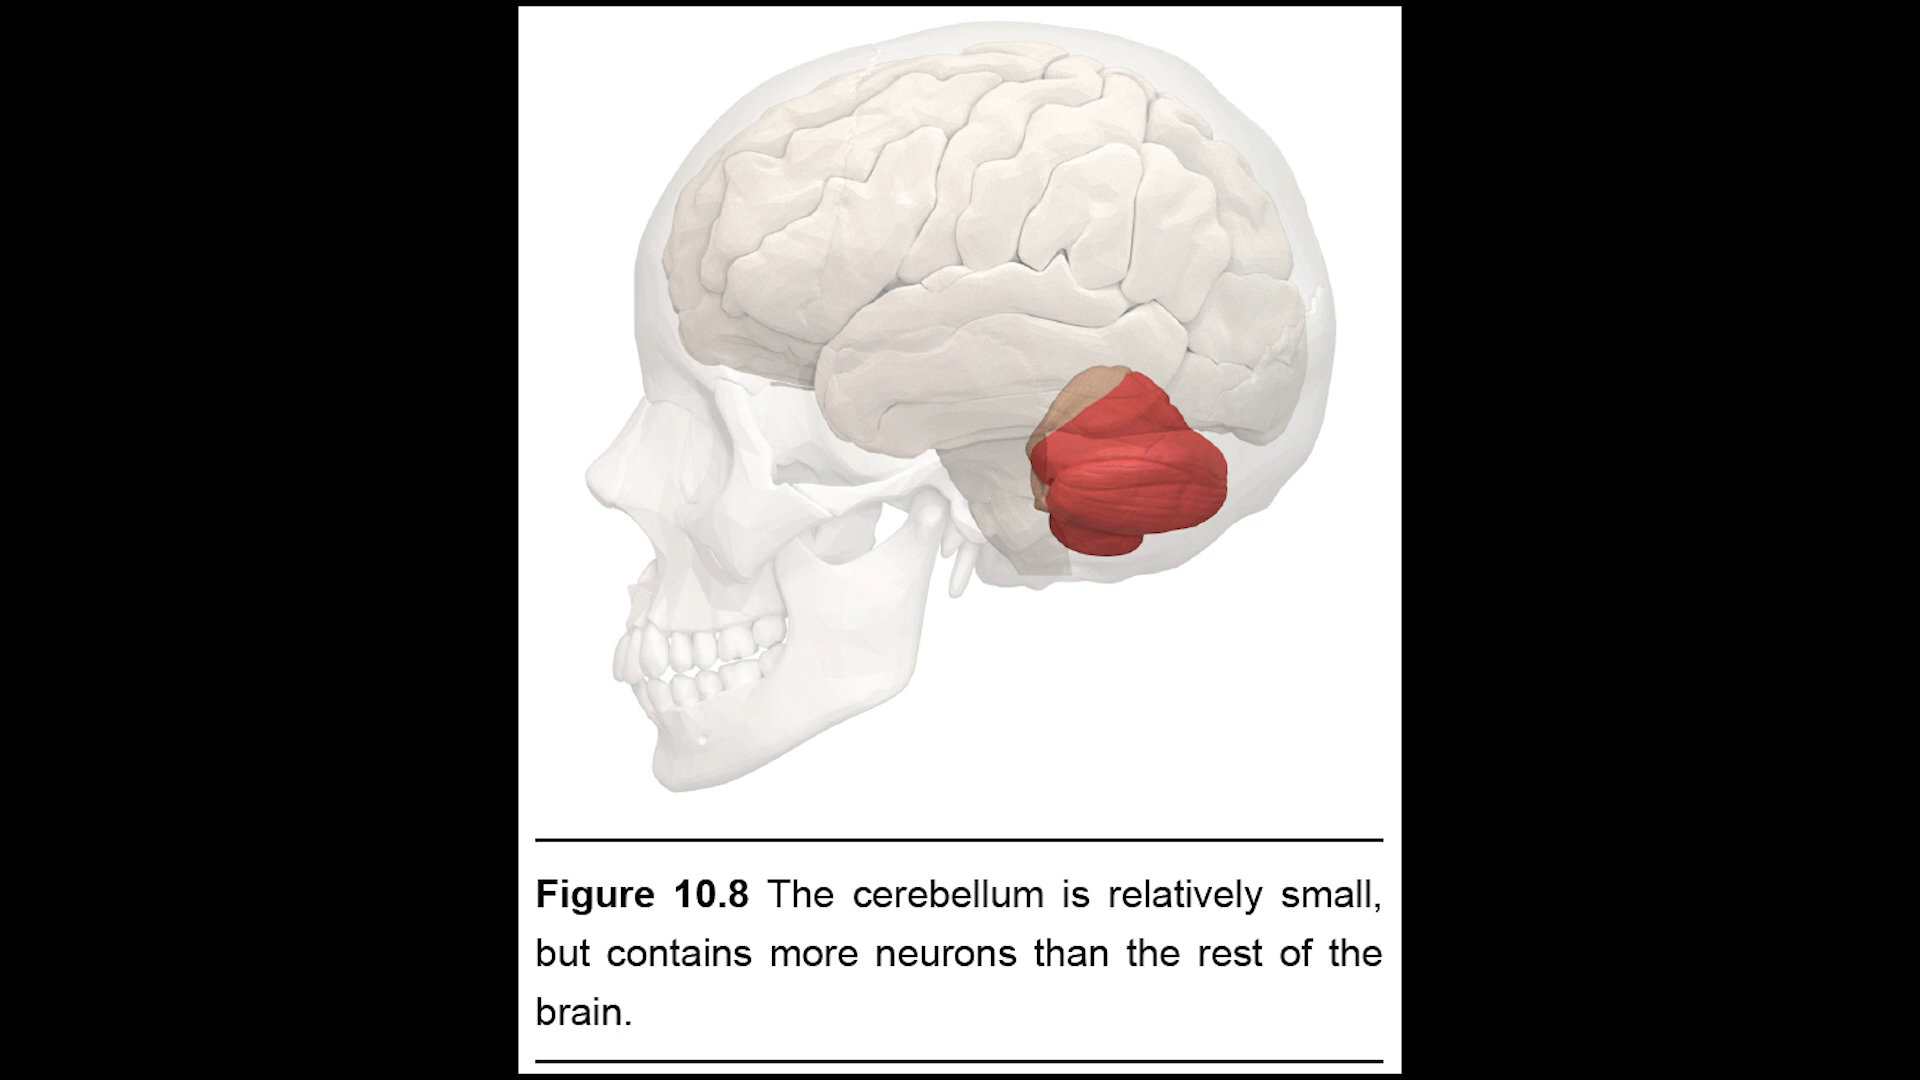 Figure 10.8 The cerebellum is relatively small,
but contains more neurons than the rest of the
brain.